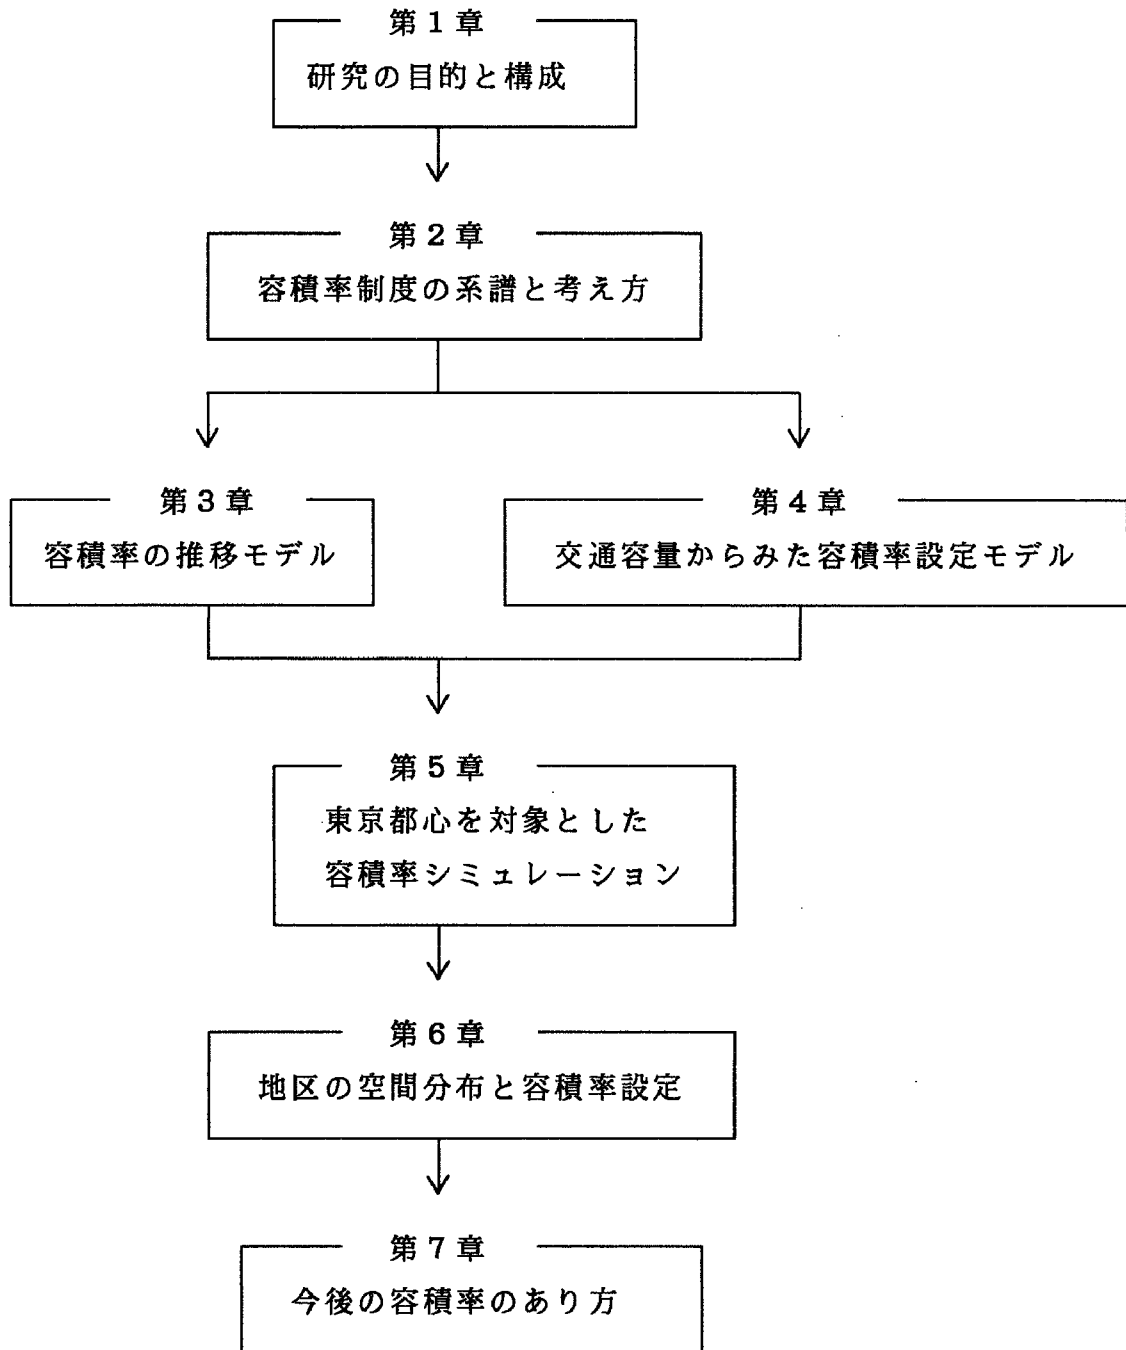 第１章
研究の目的と構成
第２章
容積率制度の系譜と考え方
第３章
容積率の推移モデル
第４章
交通容量からみた容積率設定モデル
第５章
東京都心を対象とした
容積率シミュレーション
第６章
地区の空間分布と容積率設定
第７章
今後の容積率のあり方